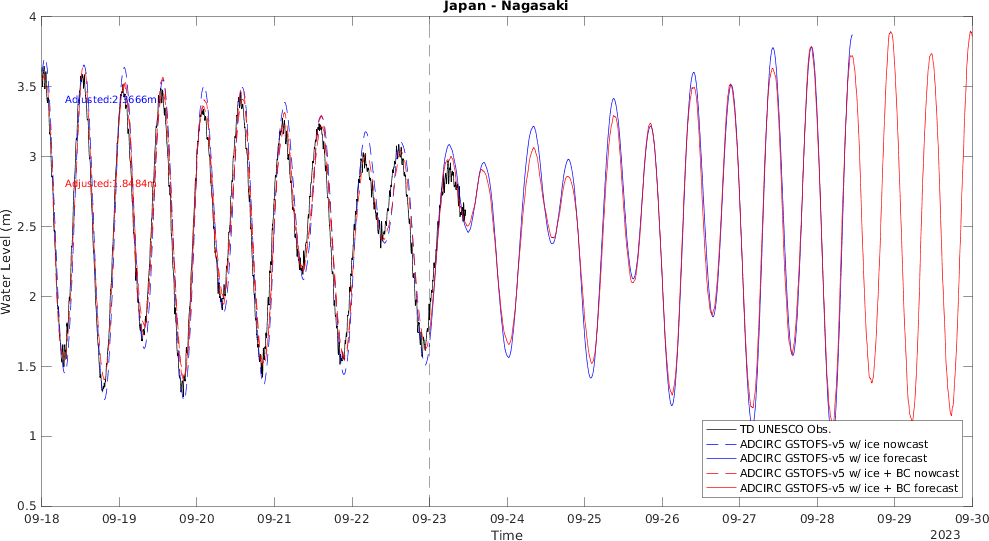 Japan - Nagasaki
4
3.5
3
2.5
2
1.5
1
0.5
Water Level (m)
Adjusted:2.3666m
Adjusted:1.8484m
TD UNESCO Obs.
ADCIRC GSTOFS-v5 w/ ice nowcast
ADCIRC GSTOFS-v5 w/ ice forecast
ADCIRC GSTOFS-v5 w/ ice + BC nowcast
ADCIRC GSTOFS-v5 w/ ice + BC forecast
09-18 09-19 09-20 09-21 09-22 09-23 09-24 09-25 09-26 09-27 09-28 09-29 09-30
Time
2023